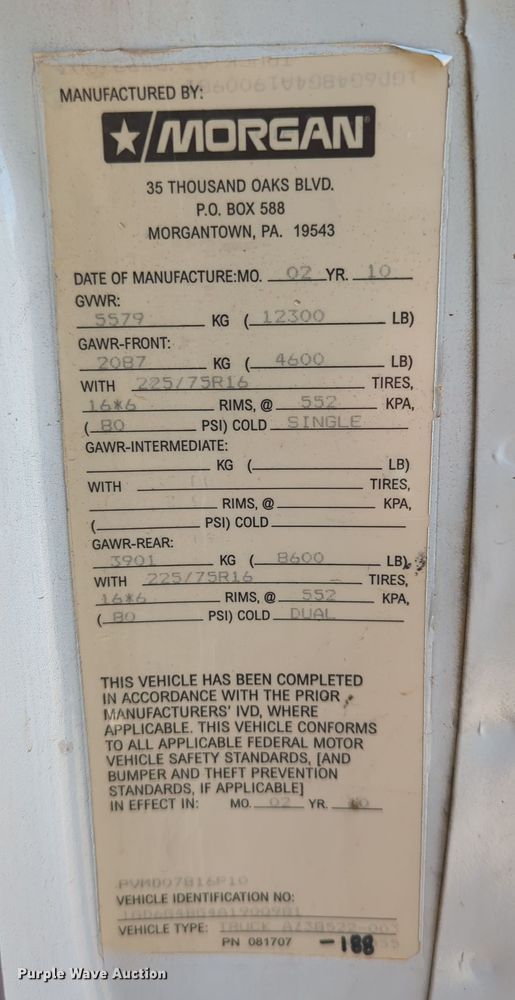 MANUFACTURED BY:
MORGAN®
35 THOUSAND OAKS BLVD.
P.O. BOX 588
MORGANTOWN, PA. 19543
DATE OF MANUFACTURE:MO. 02 YR. 10
GVWR:
5579 KG ( 12300 LB)
GAWR-FRONT:
2087 KG ( 4600 LB)
WITH 225/75R16 TIRES,
16*6 RIMS, @ 552 KPA,
( 80 PSI) COLD SINGLE
GAWR-INTERMEDIATE:
KG ( LB)
WITH TIRES,
RIMS, @ KPA,
( PSI) COLD
GAWR-REAR:
3901 KG ( 8600 LB)
WITH 225/75R16 TIRES,
16*6 RIMS, @ 552 KPA,
( 80 PSI) COLD DUAL
THIS VEHICLE HAS BEEN COMPLETED
IN ACCORDANCE WITH THE PRIOR
MANUFACTURERS' IVD, WHERE
APPLICABLE. THIS VEHICLE CONFORMS
TO ALL APPLICABLE FEDERAL MOTOR
VEHICLE SAFETY STANDARDS, [AND
BUMPER AND THEFT PREVENTION
STANDARDS, IF APPLICABLE]
IN EFFECT IN: MO. 02 YR.
PVMD07816P10
VEHICLE IDENTIFICATION NO:
1GD6G4BG4A1900981
VEHICLE TYPE: TRUCK
PN 081707 -188
Purple Wave Auction